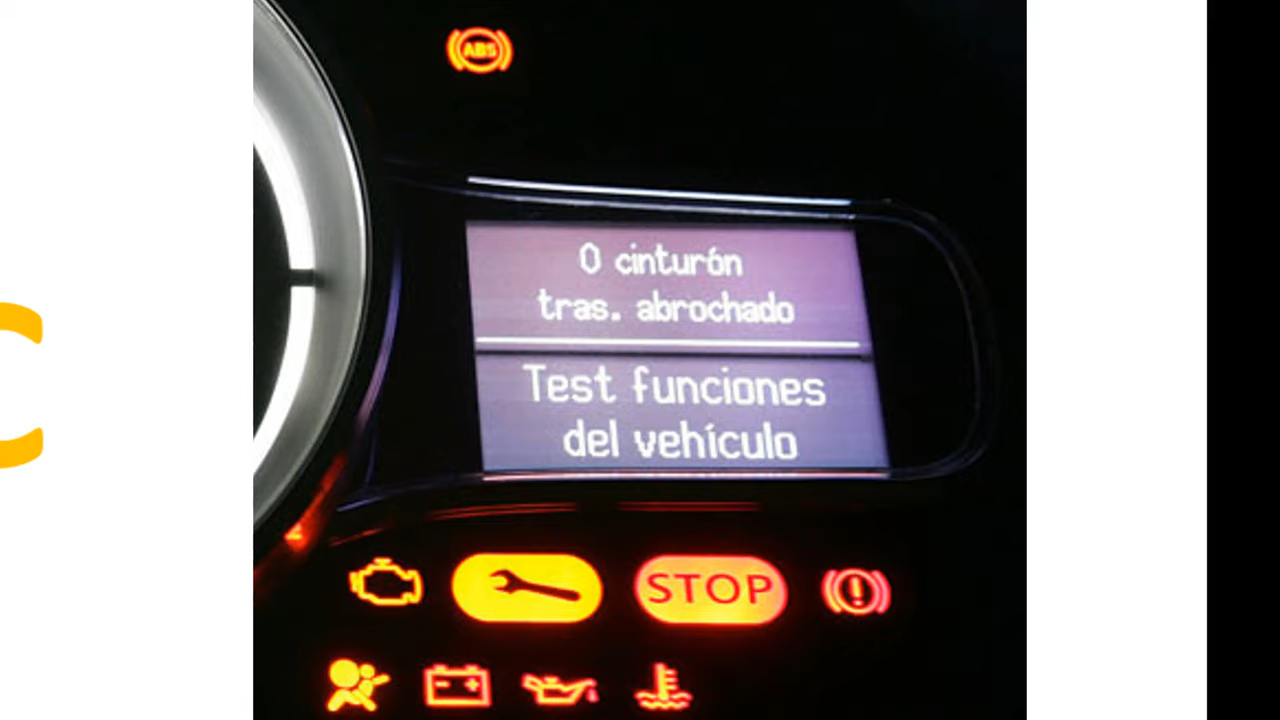 ABS
0 cinturón
tras. abrochado
Test funciones
del vehículo
STOP